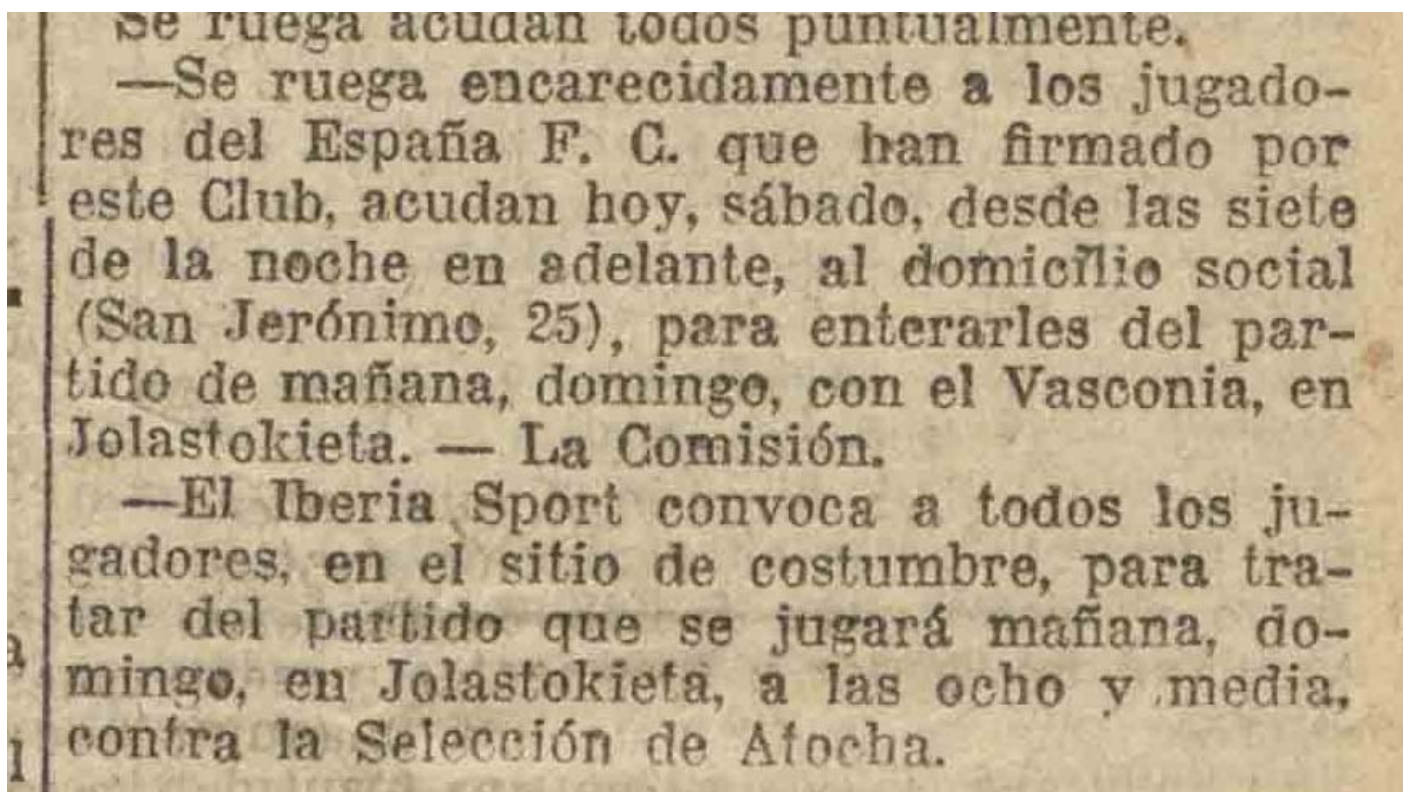 Se ruega acudan todos puntualmente.
—Se ruega encarecidamente a los jugado-
res del España F. C. que han firmado por
este Club, acudan hoy, sábado, desde las siete
de la noche en adelante, al domicilio social
(San Jerónimo, 25), para enterarles del par-
tido de mañana, domingo, con el Vasconia, en
Jolastokieta. — La Comisión.
—El Iberia Sport convoca a todos los ju-
gadores, en el sitio de costumbre, para tra-
tar del partido que se jugará mañana, do-
mingo, en Jolastokieta, a las ocho y media,
contra la Selección de Atocha.